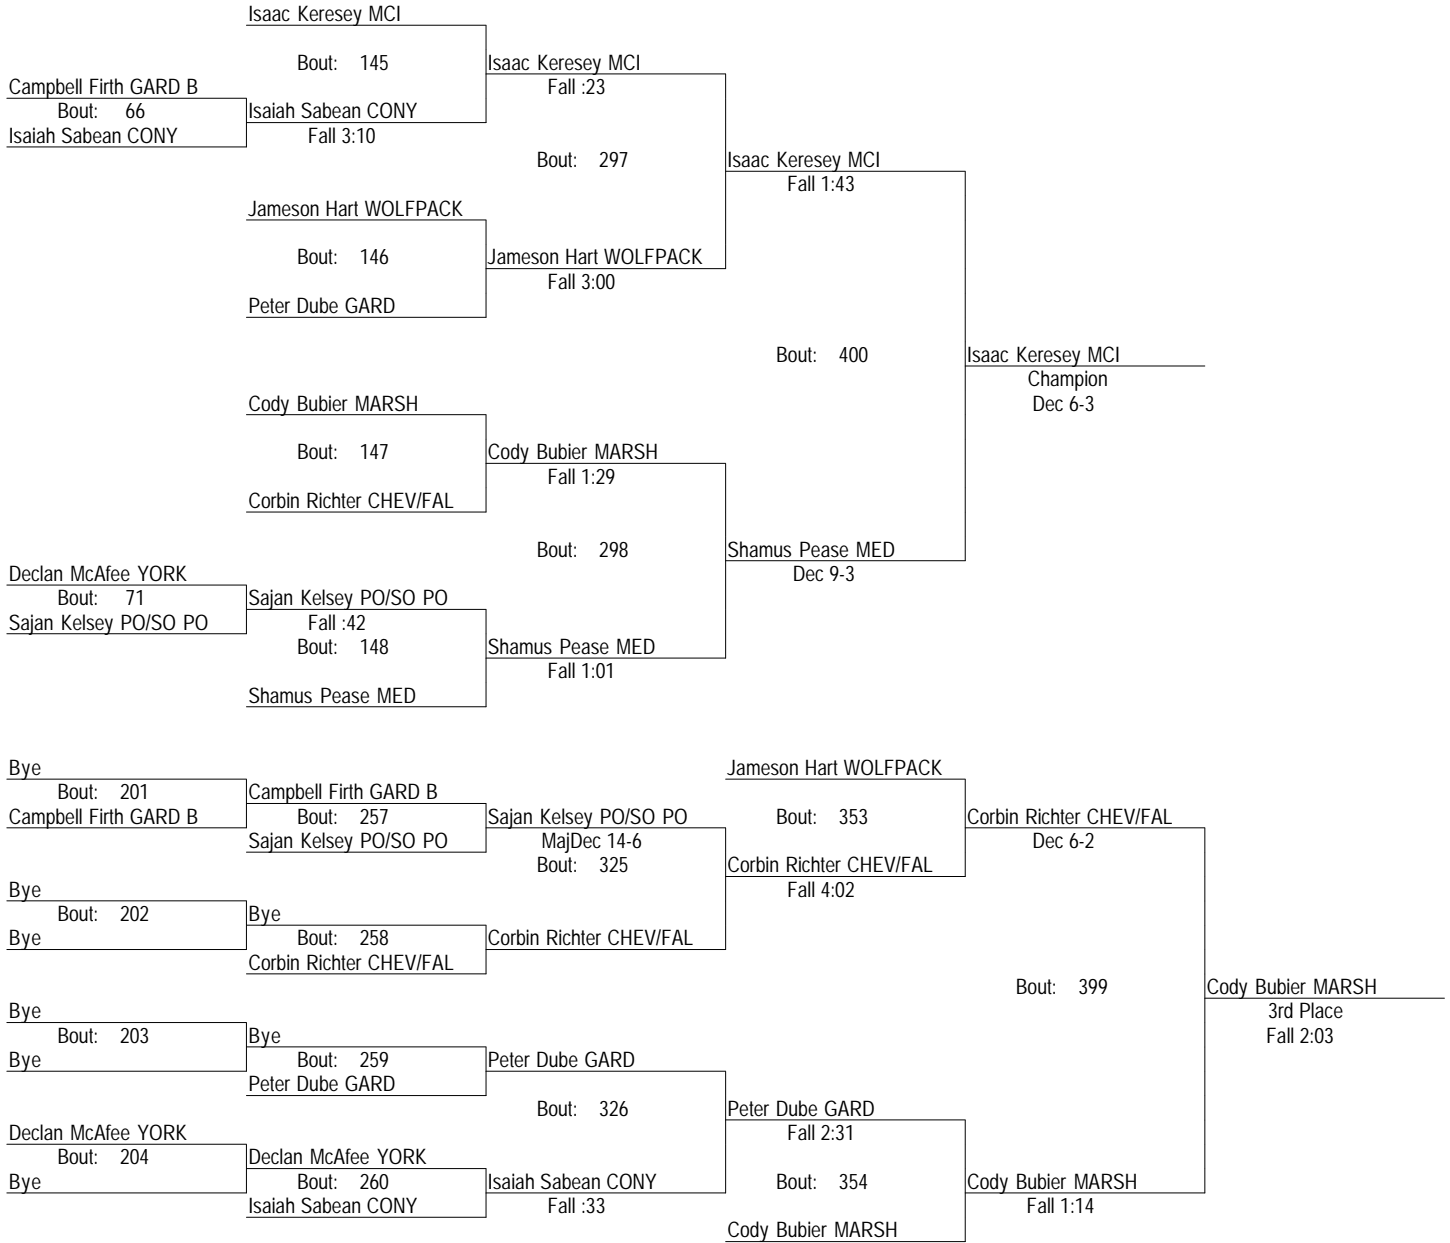 Isaac Keresey MCI
Bout: 145
Isaac Keresey MCI
Campbell Firth GARD B
Fall :23
Bout: 66
Isaiah Sabean CONY
Isaiah Sabean CONY
Fall 3:10
Bout: 297
Isaac Keresey MCI
Fall 1:43
Jameson Hart WOLFPACK
Bout: 146
Jameson Hart WOLFPACK
Fall 3:00
Peter Dube GARD
Bout: 400
Isaac Keresey MCI
Champion
Dec 6-3
Cody Bubier MARSH
Bout: 147
Cody Bubier MARSH
Fall 1:29
Corbin Richter CHEV/FAL
Bout: 298
Shamus Pease MED
Dec 9-3
Declan McAfee YORK
Bout: 71
Sajan Kelsey PO/SO PO
Sajan Kelsey PO/SO PO
Fall :42
Bout: 148
Shamus Pease MED
Fall 1:01
Shamus Pease MED
Bye
Jameson Hart WOLFPACK
Bout: 201
Campbell Firth GARD B
Campbell Firth GARD B
Bout: 257
Sajan Kelsey PO/SO PO
Bout: 353
Corbin Richter CHEV/FAL
Sajan Kelsey PO/SO PO
MajDec 14-6
Dec 6-2
Bout: 325
Corbin Richter CHEV/FAL
Bye
Fall 4:02
Bout: 202
Bye
Bye
Bout: 258
Corbin Richter CHEV/FAL
Corbin Richter CHEV/FAL
Bout: 399
Cody Bubier MARSH
3rd Place
Fall 2:03
Bye
Bout: 203
Bye
Bye
Bout: 259
Peter Dube GARD
Peter Dube GARD
Bout: 326
Peter Dube GARD
Fall 2:31
Declan McAfee YORK
Bout: 204
Declan McAfee YORK
Bye
Bout: 260
Isaiah Sabean CONY
Bout: 354
Cody Bubier MARSH
Isaiah Sabean CONY
Fall :33
Fall 1:14
Cody Bubier MARSH